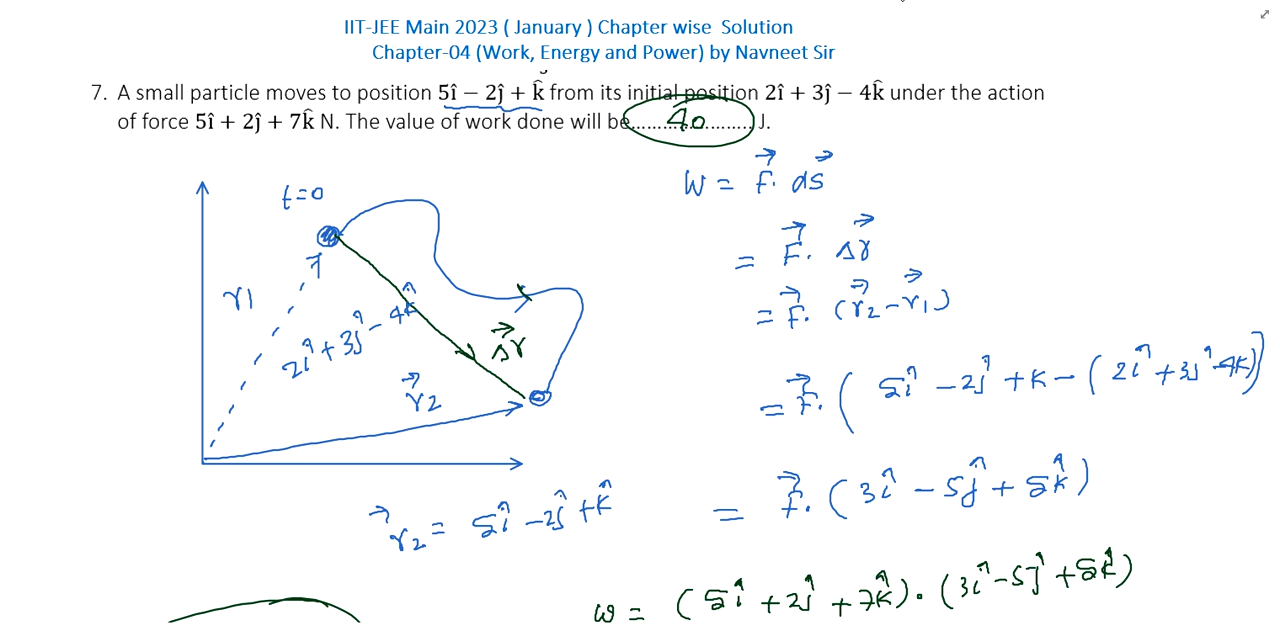 IIT-JEE Main 2023 ( January ) Chapter wise Solution
Chapter-04 (Work, Energy and Power) by Navneet Sir
7. A small particle moves to position 5î − 2ĵ + k̂ from its initial position 2î + 3ĵ − 4k̂ under the action
of force 5î + 2ĵ + 7k̂ N. The value of work done will be...........40...........J.
t=0
r1
2î + 3ĵ − 4k̂
Δr⃗
r⃗2
r⃗2 = 5î − 2ĵ + k̂
W = F⃗. ds⃗
= F⃗. Δr⃗
= F⃗. (r⃗2 − r⃗1)
= F⃗. ( 5î − 2ĵ + k − ( 2î + 3ĵ − 4k))
= F⃗. ( 3î − 5ĵ + 5k̂ )
W = ( 5î + 2ĵ + 7k̂ ). (3î − 5ĵ + 5k̂)